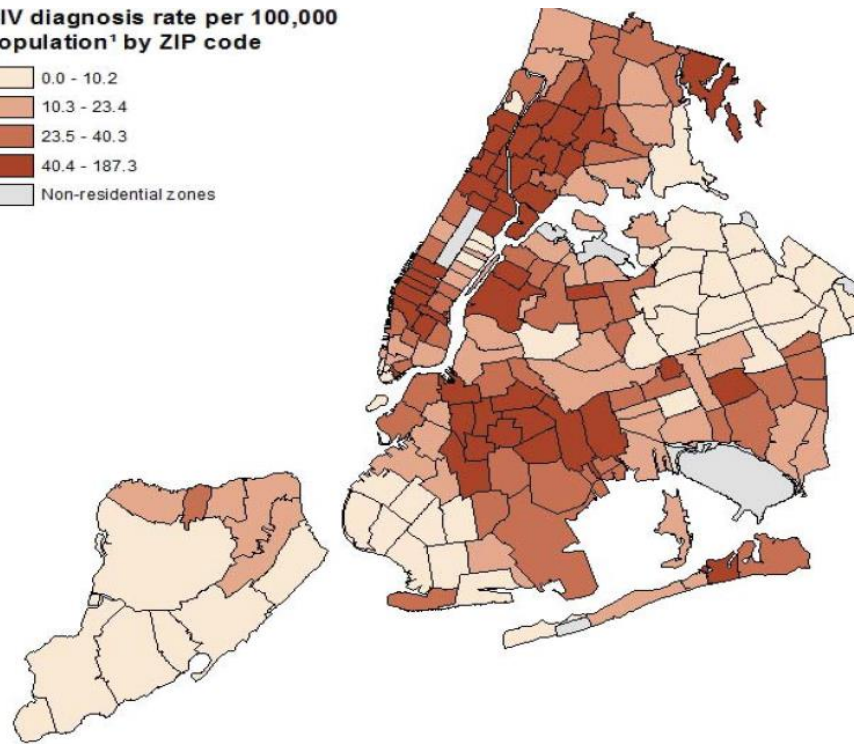 IV diagnosis rate per 100,000
opulation¹ by ZIP code
0.0 - 10.2
10.3 - 23.4
23.5 - 40.3
40.4 - 187.3
Non-residential zones